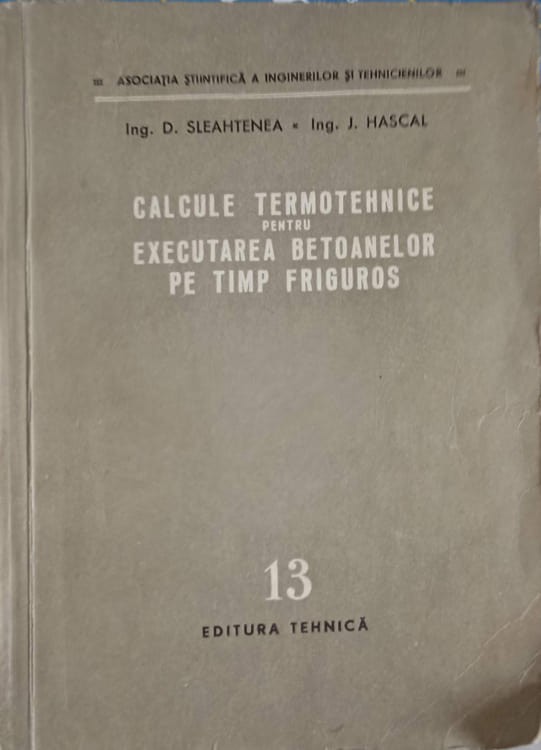 ASOCIAȚIA ȘTIINTIFICĂ A INGINERILOR ȘI TEHNICIENILOR
Ing. D. SLEAHTENEA • Ing. J. HASCAL
CALCULE TERMOTEHNICE
PENTRU
EXECUTAREA BETOANELOR
PE TIMP FRIGUROS
13
EDITURA TEHNICĂ